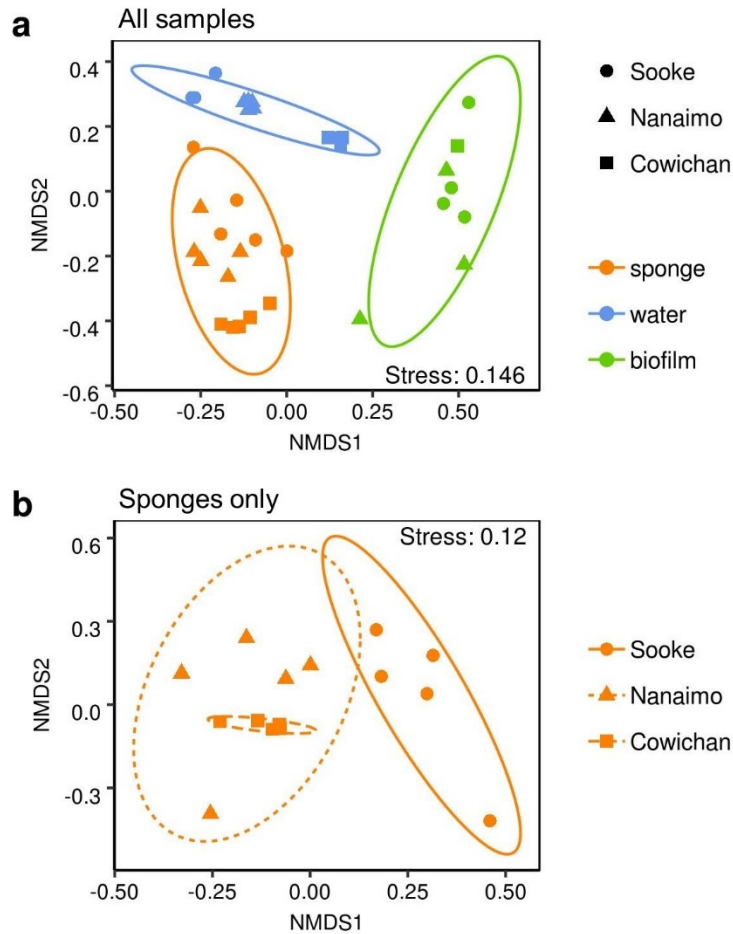 a
All samples
0.4
0.2
0.0
-0.2
-0.4
-0.6
NMDS2
-0.50
-0.25
0.00
0.25
0.50
NMDS1
Stress: 0.146
Sooke
Nanaimo
Cowichan
sponge
water
biofilm
b
Sponges only
Stress: 0.12
0.6
0.3
0.0
-0.3
NMDS2
-0.50
-0.25
0.00
0.25
0.50
NMDS1
Sooke
Nanaimo
Cowichan